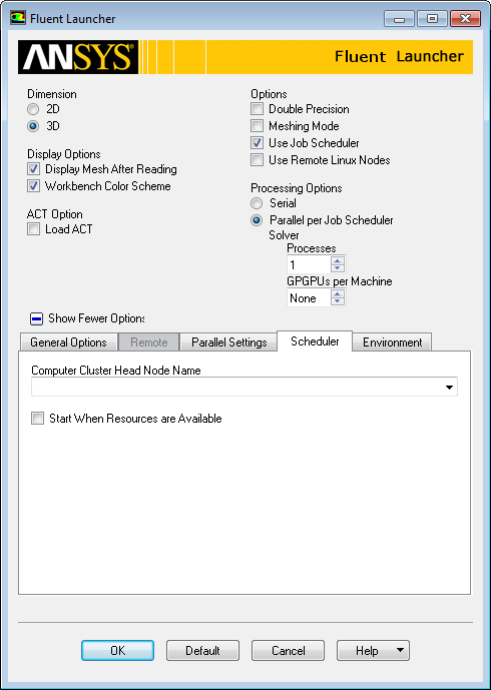 Fluent Launcher
ANSYS®
Fluent Launcher
Dimension
2D
3D
Display Options
Display Mesh After Reading
Workbench Color Scheme
ACT Option
Load ACT
Options
Double Precision
Meshing Mode
Use Job Scheduler
Use Remote Linux Nodes
Processing Options
Serial
Parallel per Job Scheduler
Solver
Processes
1
GPGPUs per Machine
None
Show Fewer Options
General Options Remote Parallel Settings Scheduler Environment
Computer Cluster Head Node Name
Start When Resources are Available
OK Default Cancel Help